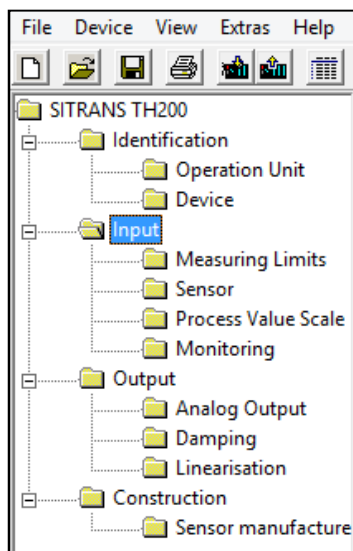 File Device View Extras Help
SITRANS TH200
Identification
Operation Unit
Device
Input
Measuring Limits
Sensor
Process Value Scale
Monitoring
Output
Analog Output
Damping
Linearisation
Construction
Sensor manufacture